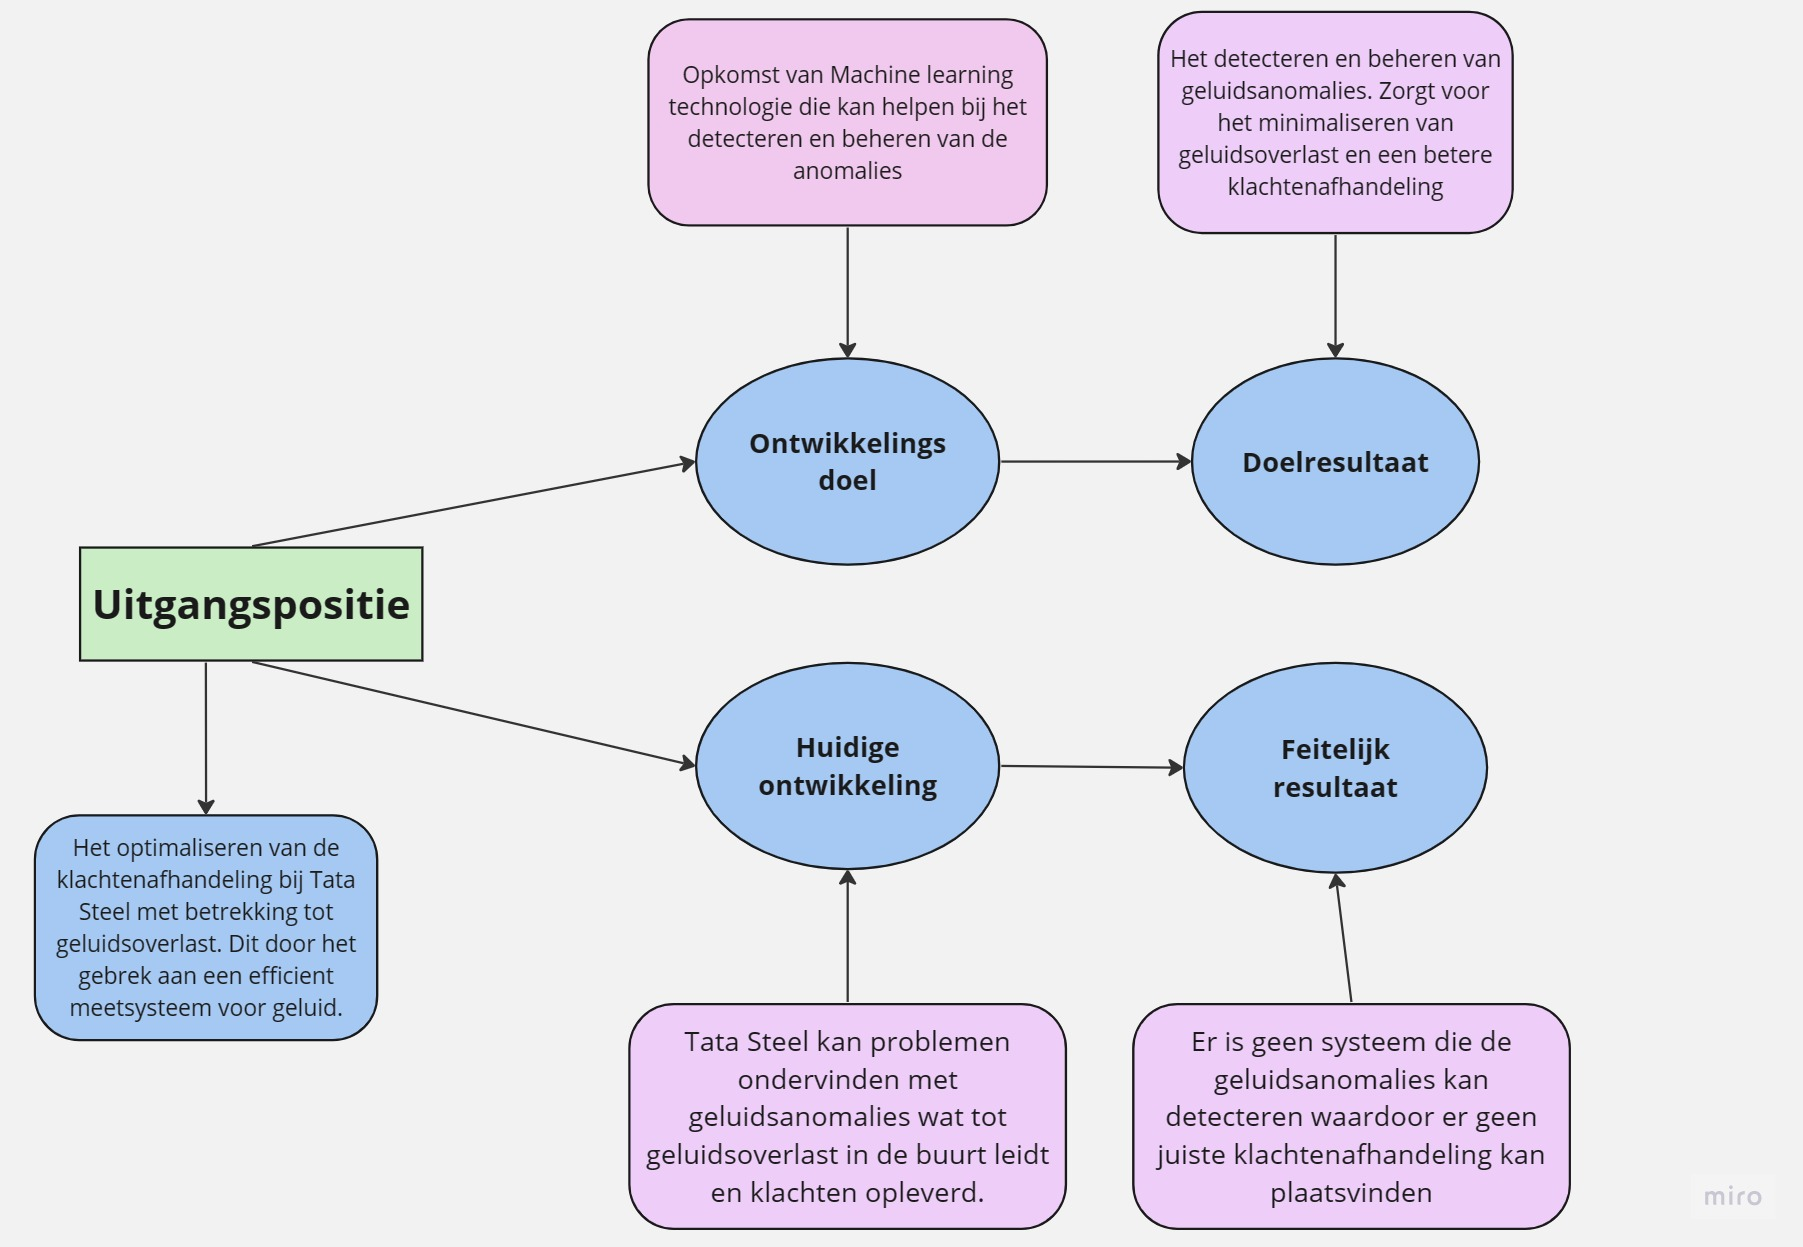 Opkomst van Machine learning
technologie die kan helpen bij het
detecteren en beheren van de
anomalies
Het detecteren en beheren van
geluidsanomalies. Zorgt voor
het minimaliseren van
geluidsoverlast en een betere
klachtenafhandeling
Ontwikkelings
doel
Doelresultaat
Uitgangspositie
Huidige
ontwikkeling
Feitelijk
resultaat
Het optimaliseren van de
klachtenafhandeling bij Tata
Steel met betrekking tot
geluidsoverlast. Dit door het
gebrek aan een efficient
meetsysteem voor geluid.
Tata Steel kan problemen
ondervinden met
geluidsanomalies wat tot
geluidsoverlast in de buurt leidt
en klachten opleverd.
Er is geen systeem die de
geluidsanomalies kan
detecteren waardoor er geen
juiste klachtenafhandeling kan
plaatsvinden
miro